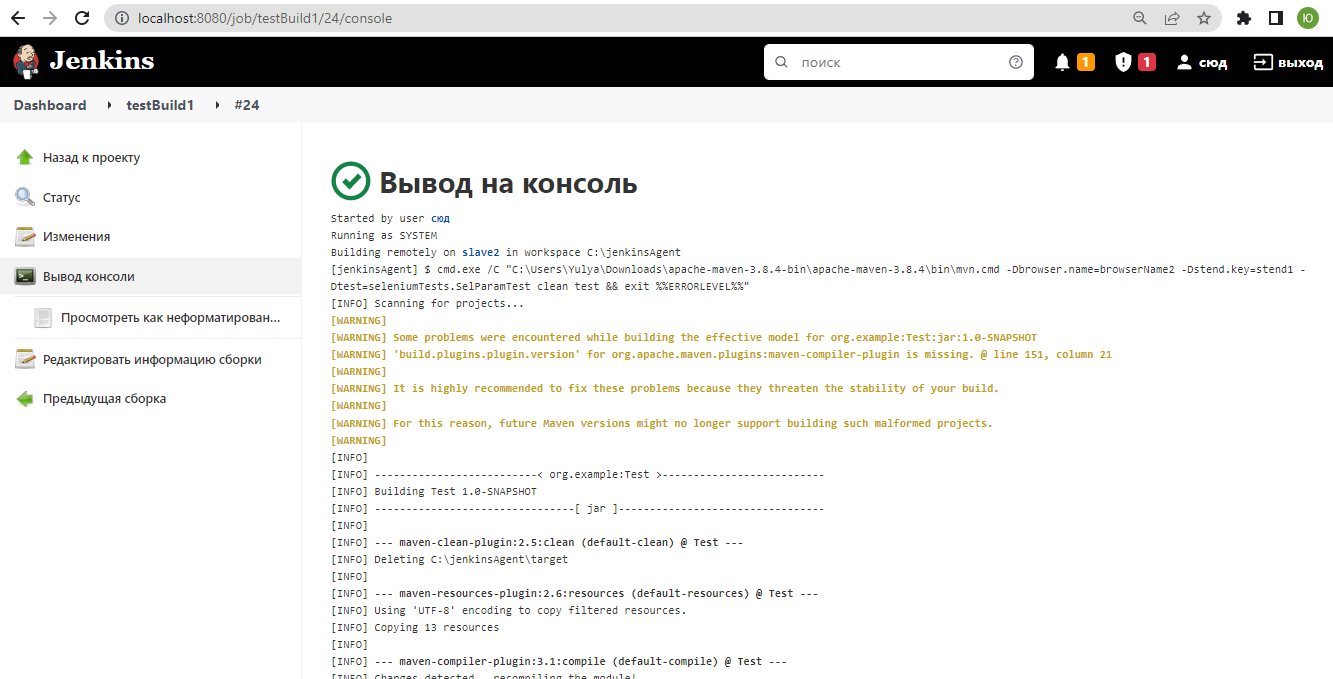 localhost:8080/job/testBuild1/24/console
Ю
Jenkins
поиск
1
1
сюд
выход
Dashboard
testBuild1
#24
Назад к проекту
Статус
Изменения
Вывод консоли
Просмотреть как неформатирован...
Редактировать информацию сборки
Предыдущая сборка
Вывод на консоль
Started by user сюд
Running as SYSTEM
Building remotely on slave2 in workspace C:\jenkinsAgent
[jenkinsAgent] $ cmd.exe /C "C:\Users\Yulya\Downloads\apache-maven-3.8.4-bin\apache-maven-3.8.4\bin\mvn.cmd -Dbrowser.name=browserName2 -Dstend.key=stend1 -
Dtest=seleniumTests.SelParamTest clean test && exit %%ERRORLEVEL%%"
[INFO] Scanning for projects...
[WARNING]
[WARNING] Some problems were encountered while building the effective model for org.example:Test:jar:1.0-SNAPSHOT
[WARNING] 'build.plugins.plugin.version' for org.apache.maven.plugins:maven-compiler-plugin is missing. @ line 151, column 21
[WARNING]
[WARNING] It is highly recommended to fix these problems because they threaten the stability of your build.
[WARNING]
[WARNING] For this reason, future Maven versions might no longer support building such malformed projects.
[WARNING]
[INFO]
[INFO] --------------------------< org.example:Test >--------------------------
[INFO] Building Test 1.0-SNAPSHOT
[INFO] --------------------------------[ jar ]---------------------------------
[INFO]
[INFO] --- maven-clean-plugin:2.5:clean (default-clean) @ Test ---
[INFO] Deleting C:\jenkinsAgent\target
[INFO]
[INFO] --- maven-resources-plugin:2.6:resources (default-resources) @ Test ---
[INFO] Using 'UTF-8' encoding to copy filtered resources.
[INFO] Copying 13 resources
[INFO]
[INFO] --- maven-compiler-plugin:3.1:compile (default-compile) @ Test ---
[INFO] Changes detected - recompiling the module!